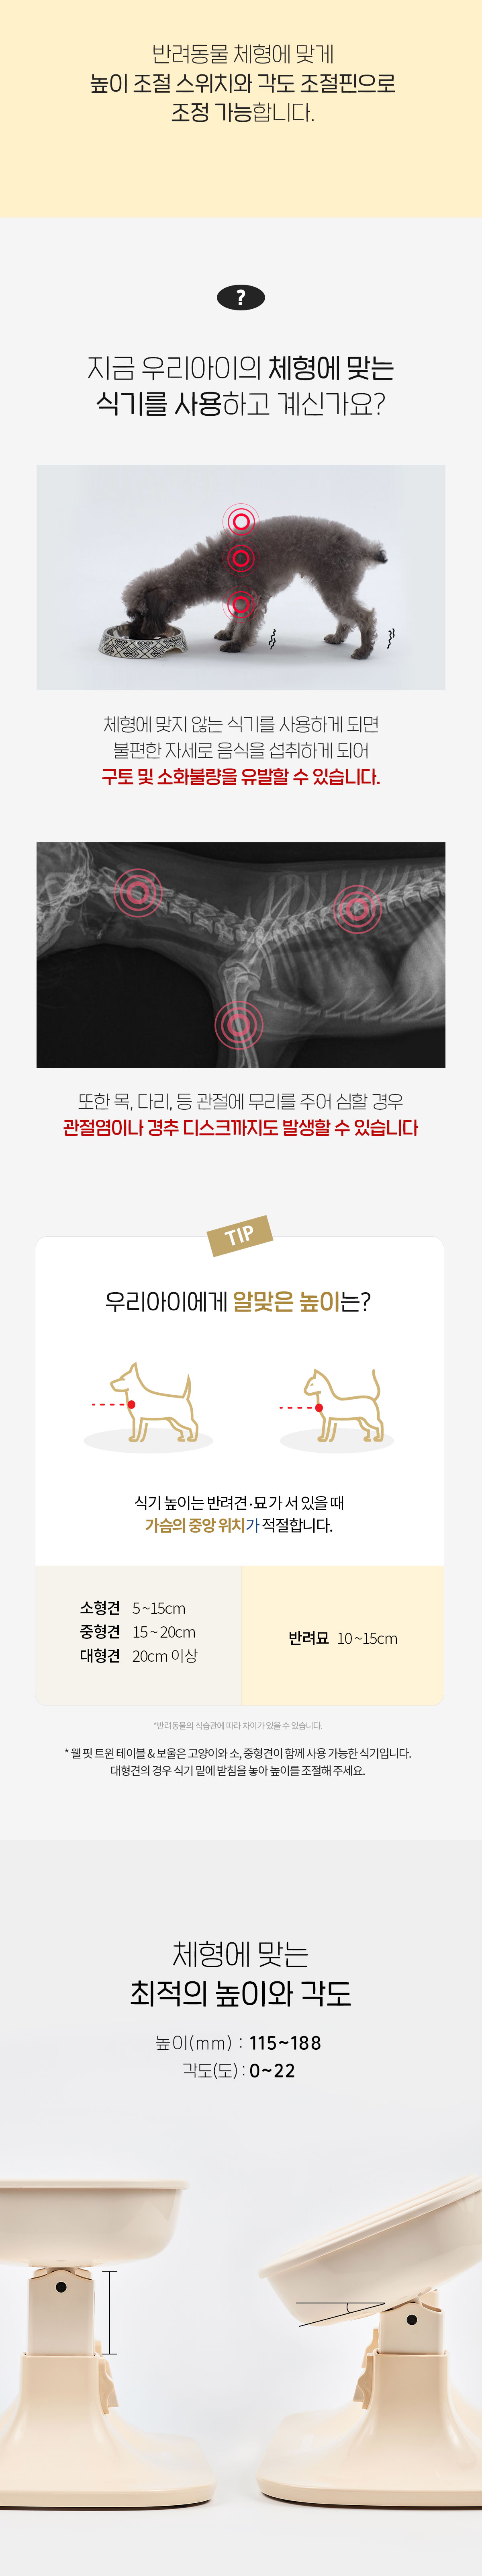 반려동물 체형에 맞게
높이 조절 스위치와 각도 조절핀으로
조정 가능합니다.
?
지금 우리아이의 체형에 맞는
식기를 사용하고 계신가요?
체형에 맞지 않는 식기를 사용하게 되면
불편한 자세로 음식을 섭취하게 되어
구토 및 소화불량을 유발할 수 있습니다.
또한 목, 다리, 등 관절에 무리를 주어 심할 경우
관절염이나 경추 디스크까지도 발생할 수 있습니다
TIP
우리아이에게 알맞은 높이는?
식기 높이는 반려견·묘가 서 있을 때
가슴의 중앙 위치가 적절합니다.
소형견 5~15cm
중형견 15~20cm
대형견 20cm 이상
반려묘 10~15cm
*반려동물의 식습관에 따라 차이가 있을 수 있습니다.
* 웰 핏 트윈 테이블 & 보울은 고양이와 소, 중형견이 함께 사용 가능한 식기입니다.
대형견의 경우 식기 밑에 받침을 놓아 높이를 조절해 주세요.
체형에 맞는
최적의 높이와 각도
높이(mm) : 115~188
각도(도) : 0~22